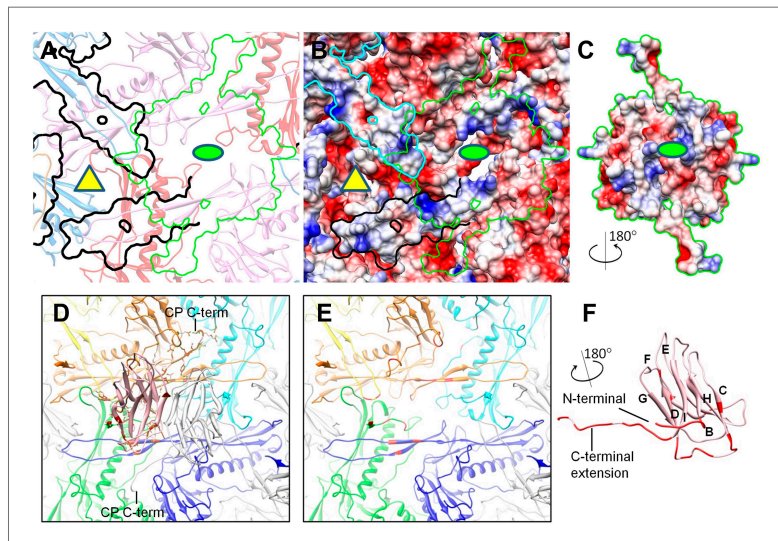 A
B
C
180°
D
CP C-term
CP C-term
E
F
180°
N-terminal
C-terminal
extension
E
F
C
G
D
I
H
B